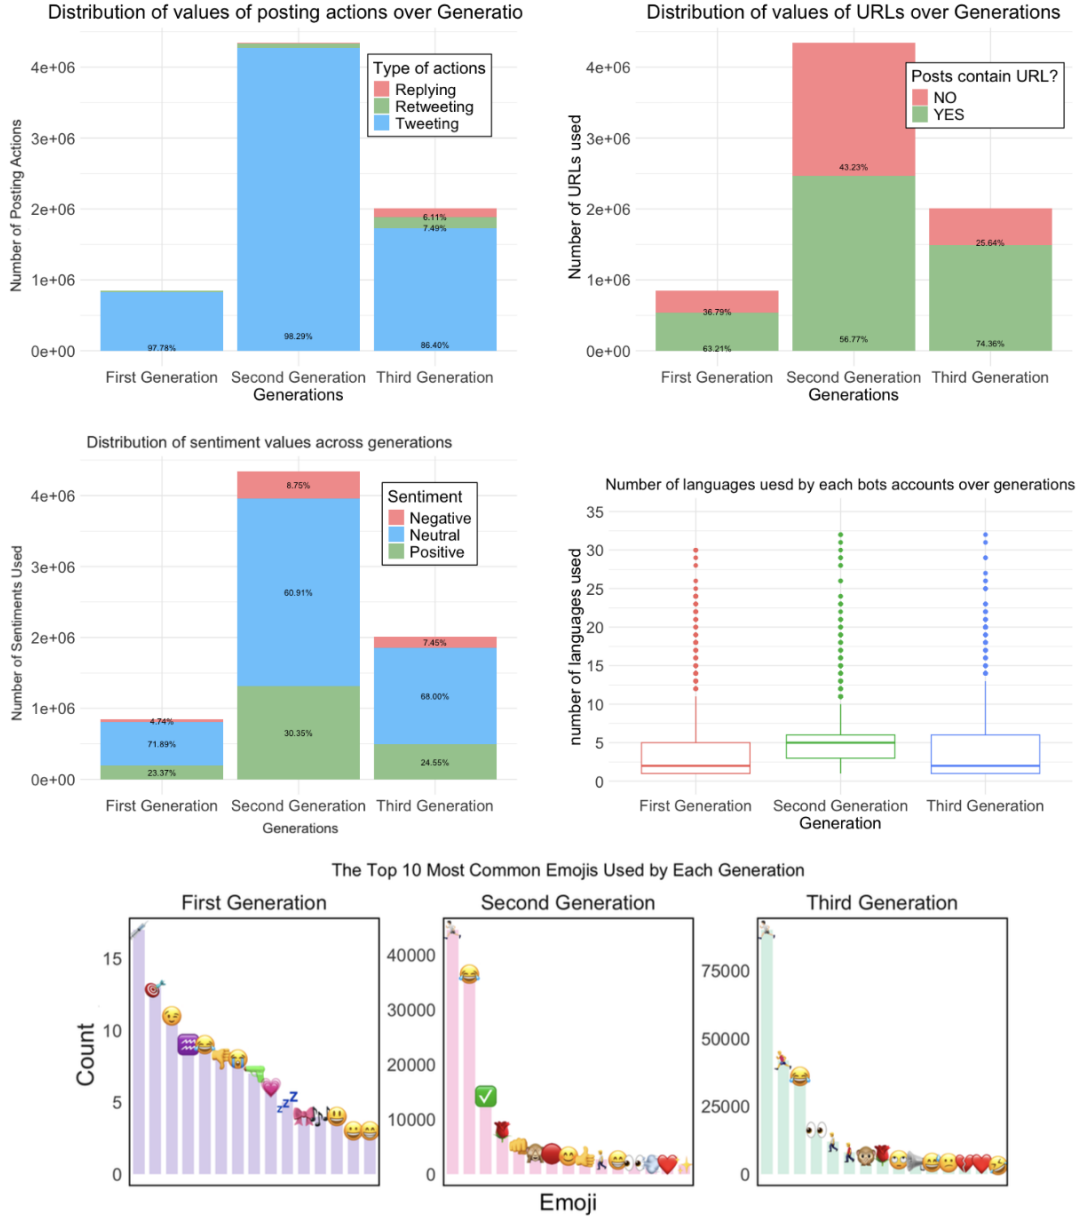 Distribution of values of posting actions over Generatio
Number of Posting Actions
4e+06
3e+06
2e+06
1e+06
0e+00
Type of actions
Replying
Retweeting
Tweeting
97.78%
98.29%
6.11%
7.49%
86.40%
First Generation Second Generation Third Generation
Generations
Distribution of values of URLs over Generations
Number of URLs used
4e+06
3e+06
2e+06
1e+06
0e+00
Posts contain URL?
NO
YES
36.79%
63.21%
43.23%
56.77%
25.64%
74.36%
First Generation Second Generation Third Generation
Generations
Distribution of sentiment values across generations
Number of Sentiments Used
4e+06
3e+06
2e+06
1e+06
0e+00
Sentiment
Negative
Neutral
Positive
4.74%
71.89%
23.37%
8.75%
60.91%
30.35%
7.45%
68.00%
24.55%
First Generation Second Generation Third Generation
Generations
Number of languages uesd by each bots accounts over generations
number of languages used
35
30
25
20
15
10
5
0
First Generation Second Generation Third Generation
Generation
The Top 10 Most Common Emojis Used by Each Generation
First Generation
Second Generation
Third Generation
Count
15
10
5
0
40000
30000
20000
10000
0
75000
50000
25000
0
Emoji